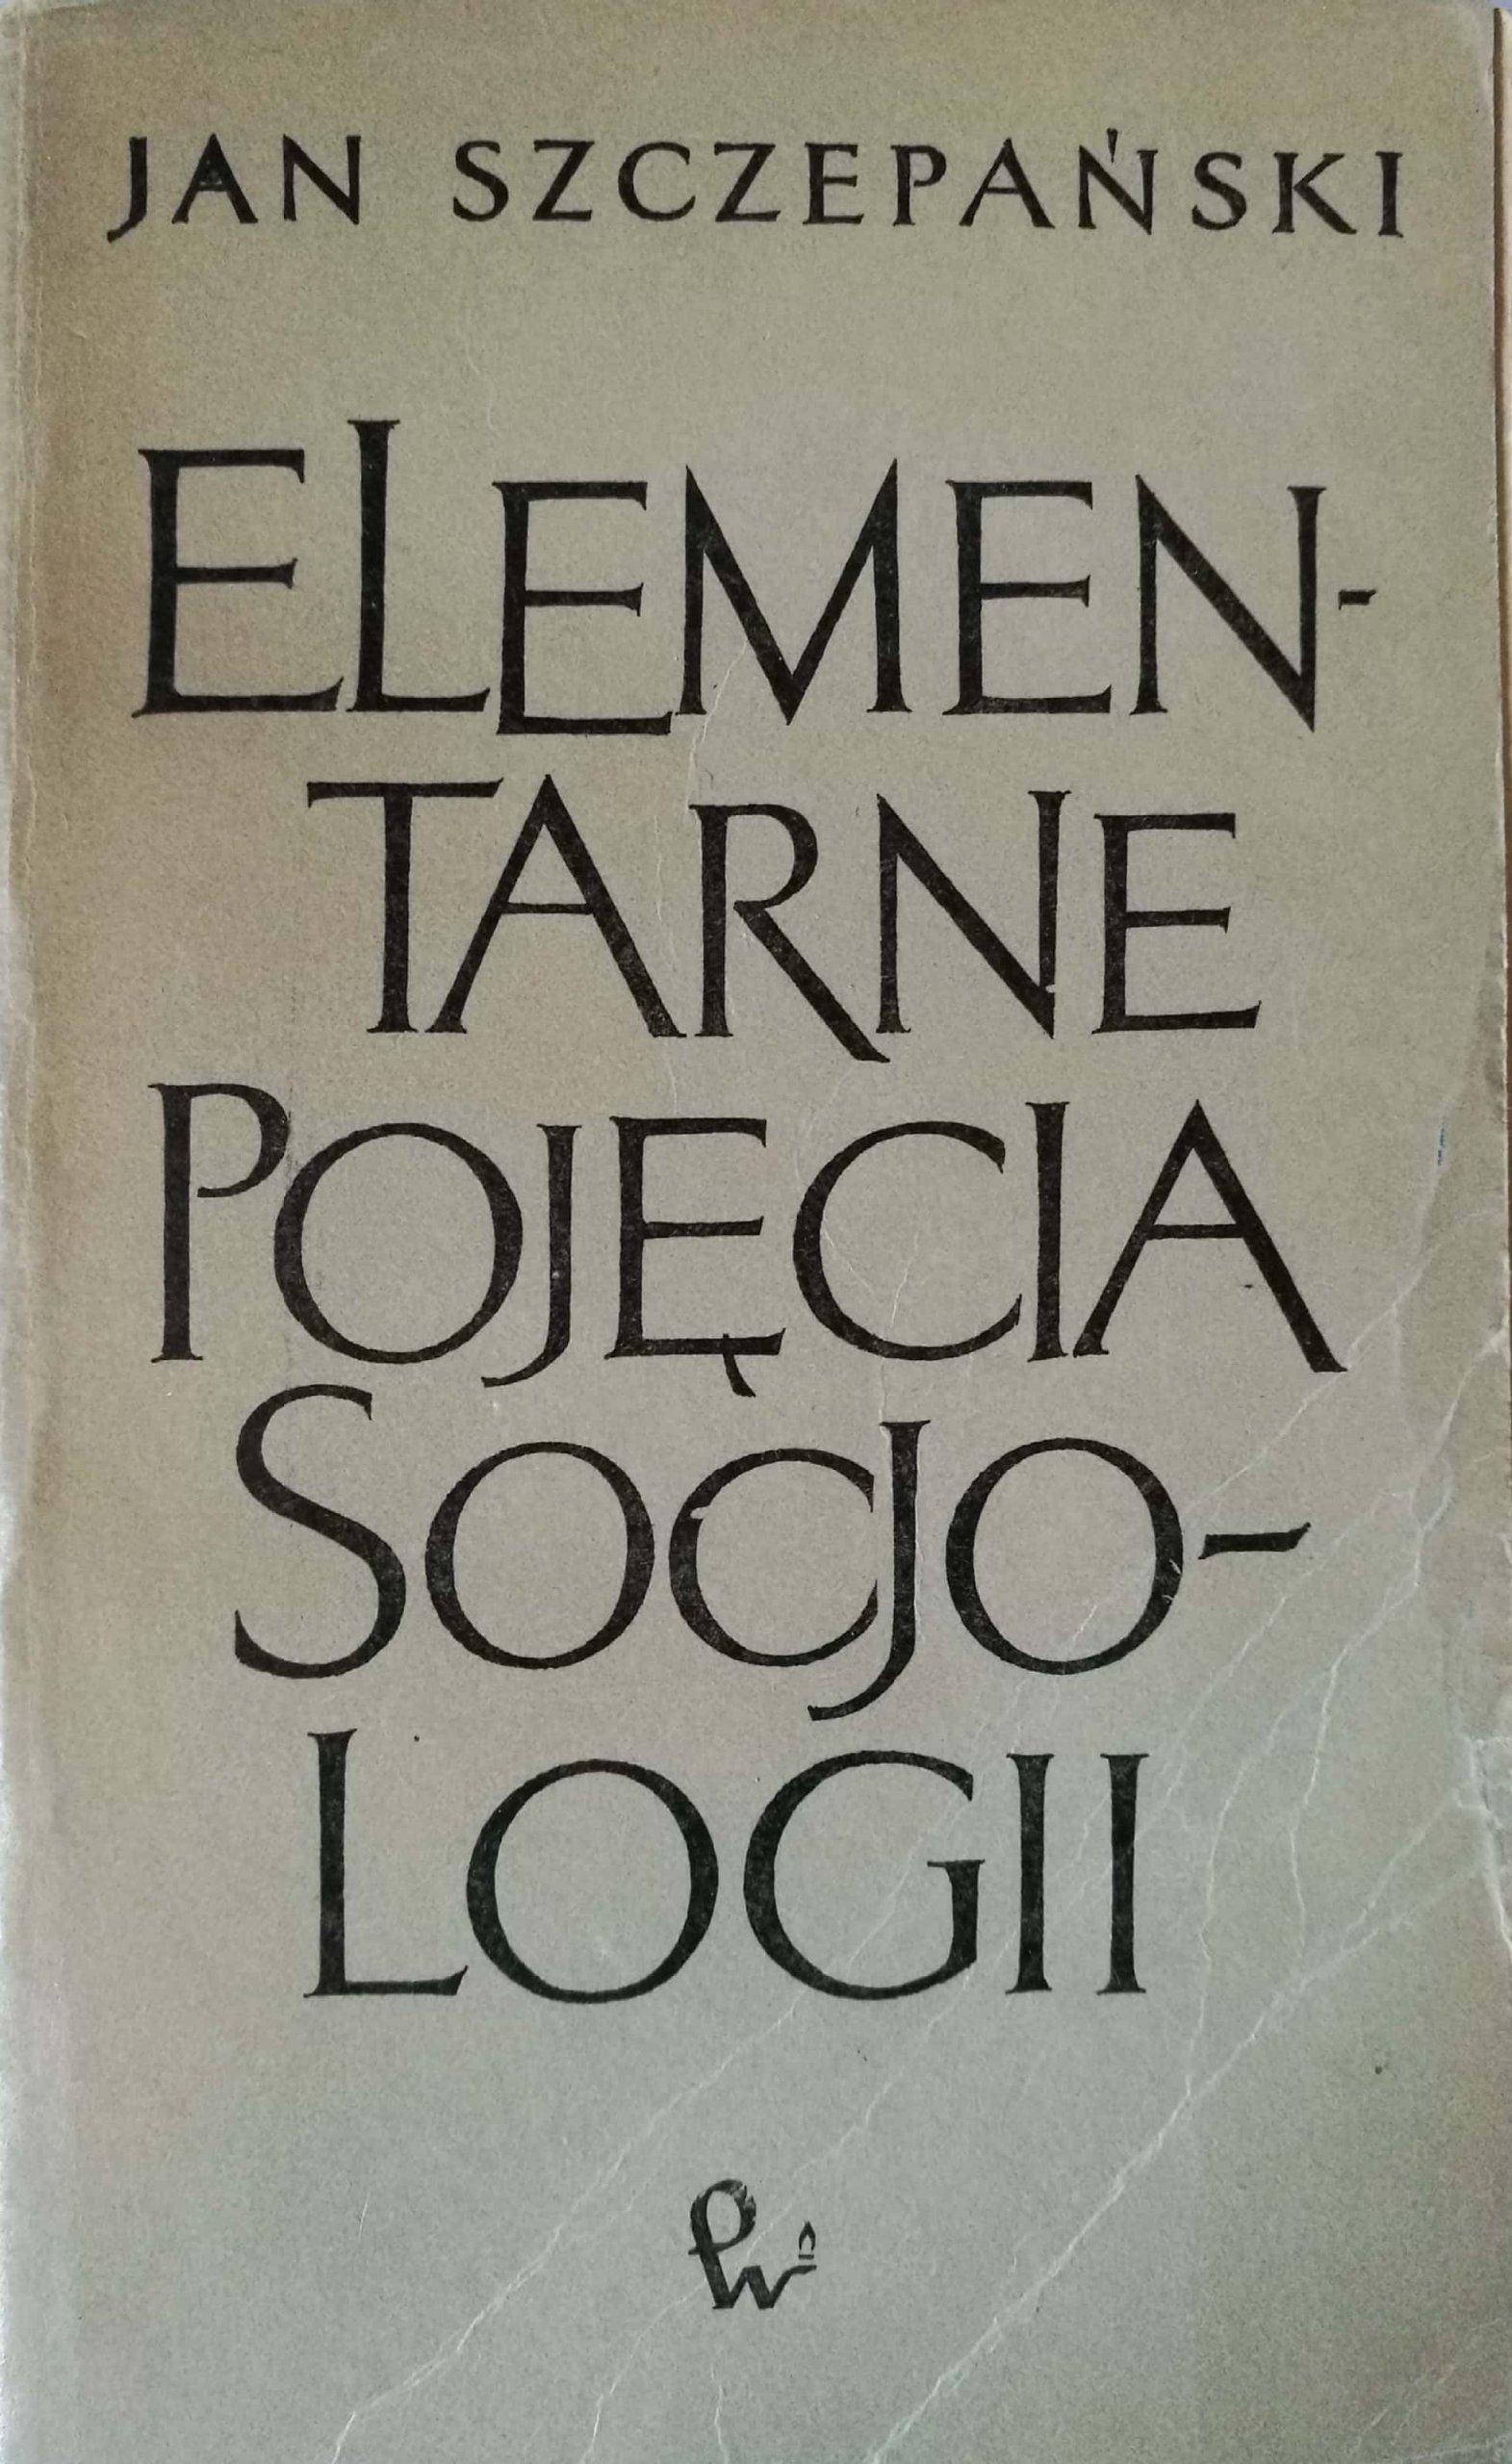 JAN SZCZEPAŃSKI
ELEMEN-
TARNE
POJĘCIA
SOCJO-
LOGII